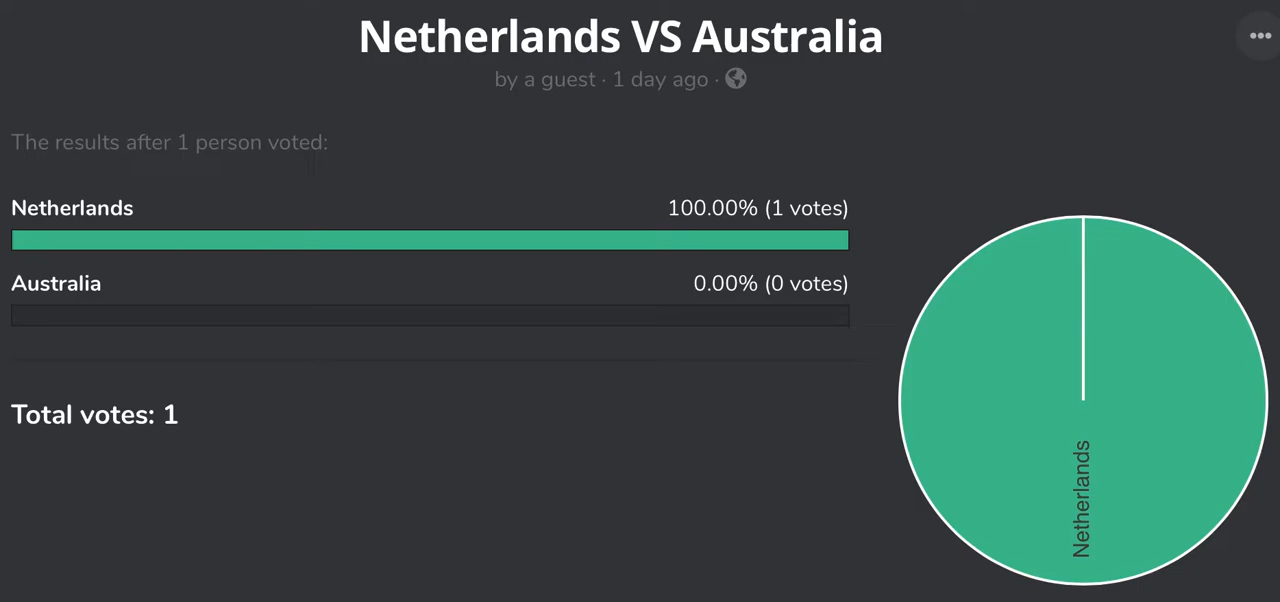 Netherlands VS Australia
by a guest · 1 day ago ·
The results after 1 person voted:
Netherlands 100.00% (1 votes)
Australia 0.00% (0 votes)
Total votes: 1
Netherlands